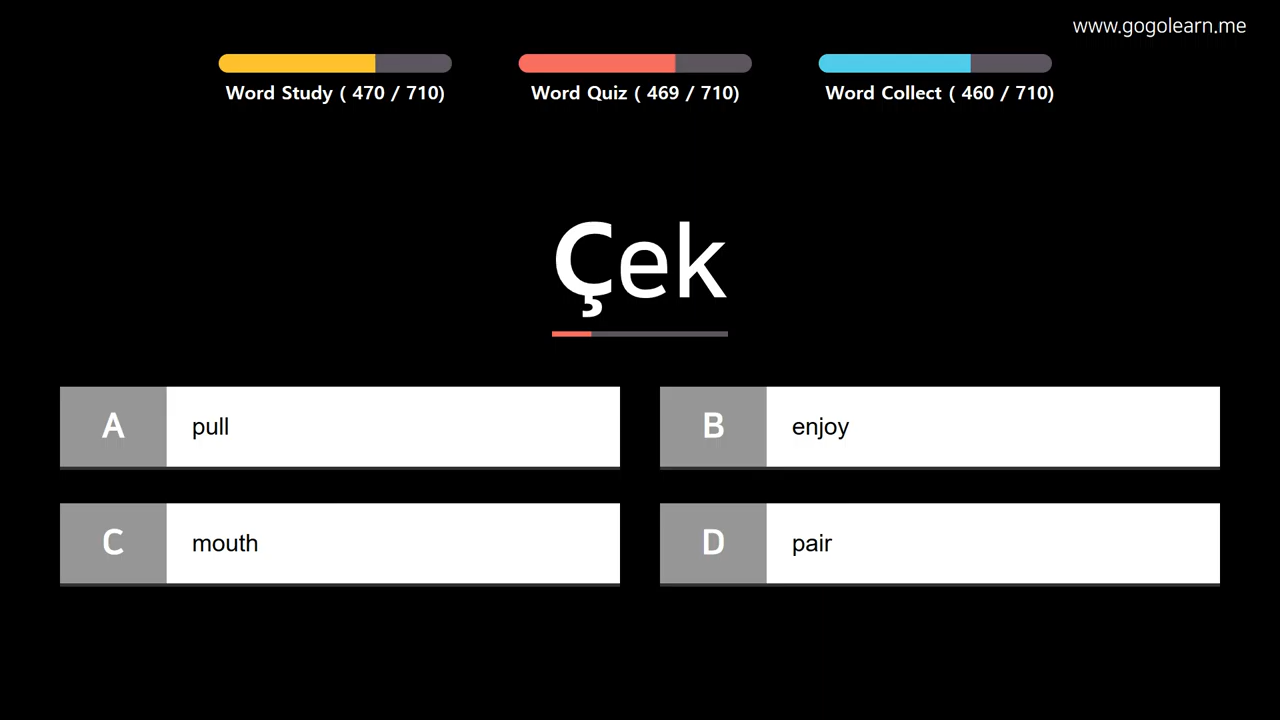 www.gogolearn.me
Word Study ( 470 / 710)
Word Quiz ( 469 / 710)
Word Collect ( 460 / 710)
Çek
A pull
B enjoy
C mouth
D pair